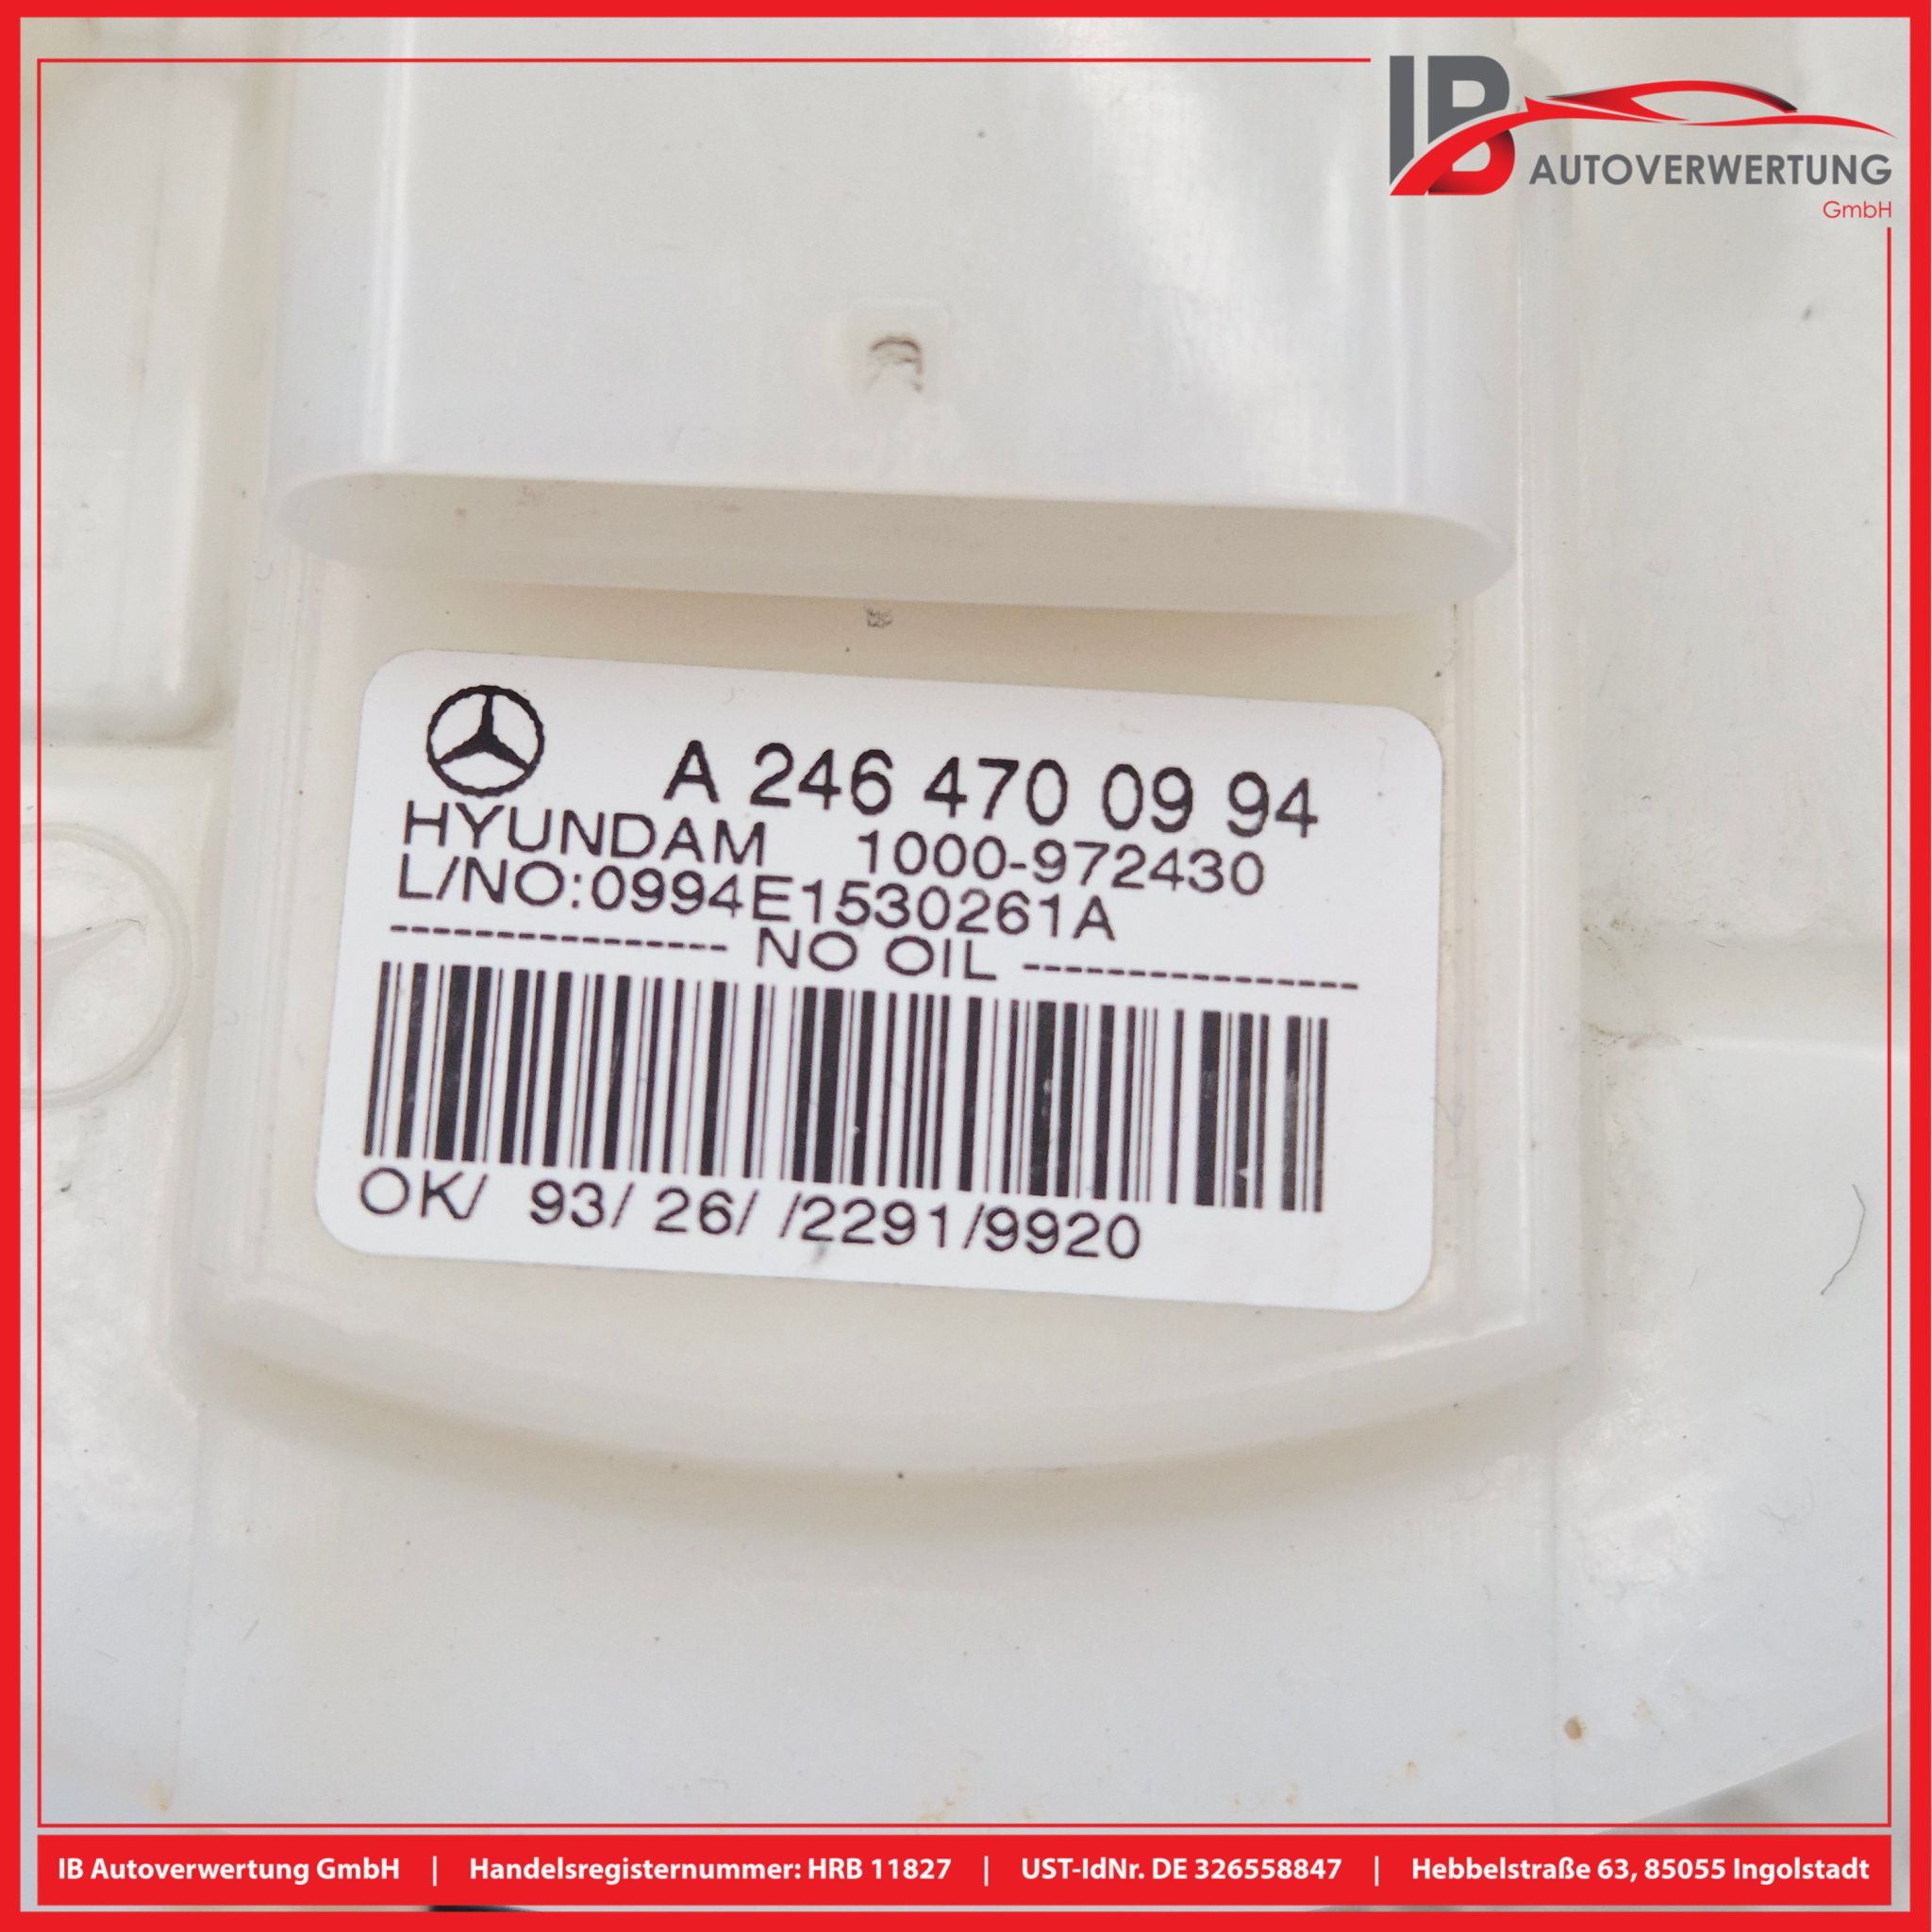 IB AUTOVERWERTUNG
GmbH
A 246 470 09 94
HYUNDAM 1000-972430
L/NO:0994E1530261A
---------------- NO OIL ----------------
OK/ 93/ 26/ /2291/9920
IB Autoverwertung GmbH | Handelsregisternummer: HRB 11827 | UST-IdNr. DE 326558847 | Hebbelstraße 63, 85055 Ingolstadt